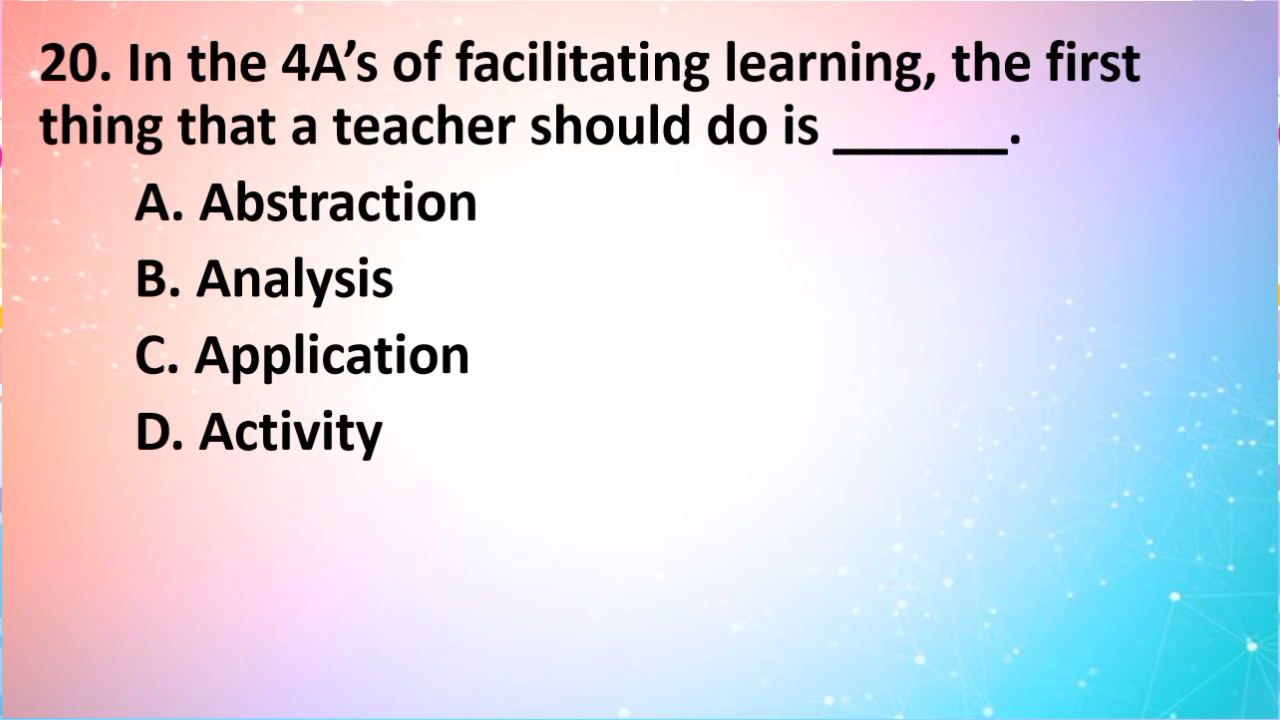 20. In the 4A’s of facilitating learning, the first
thing that a teacher should do is ______.
A. Abstraction
B. Analysis
C. Application
D. Activity